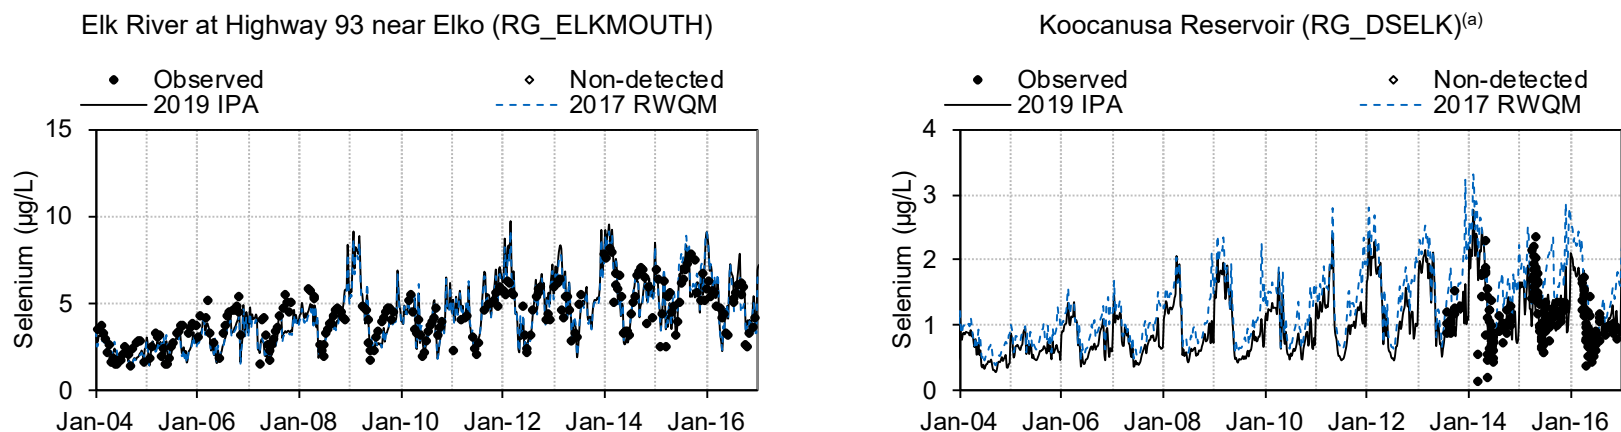 Elk River at Highway 93 near Elko (RG_ELKMOUTH)
Observed
Non-detected
2019 IPA
2017 RWQM
15
10
5
0
Selenium (µg/L)
Jan-04 Jan-06 Jan-08 Jan-10 Jan-12 Jan-14 Jan-16
Koocanusa Reservoir (RG_DSELK)(a)
Observed
Non-detected
2019 IPA
2017 RWQM
4
3
2
1
0
Selenium (µg/L)
Jan-04 Jan-06 Jan-08 Jan-10 Jan-12 Jan-14 Jan-16